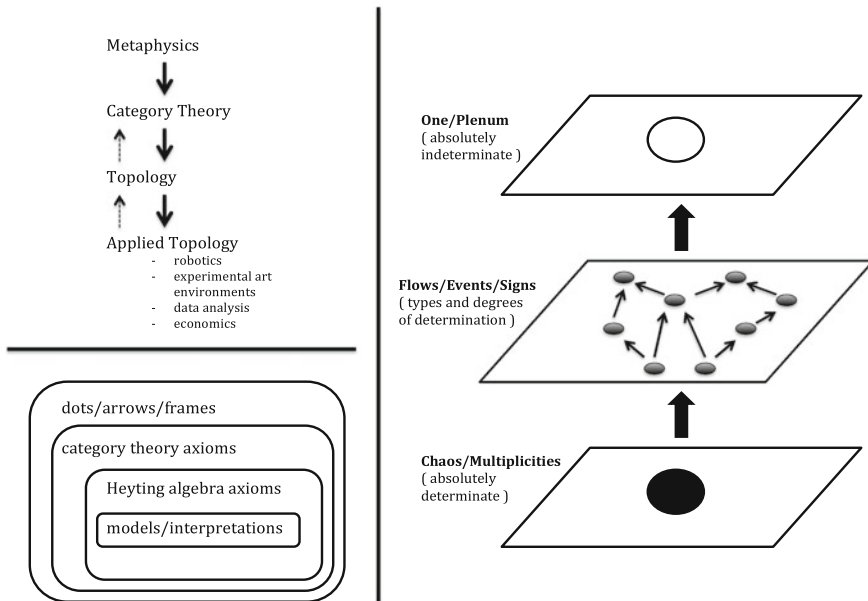 Metaphysics
Category Theory
Topology
Applied Topology
- robotics
- experimental art
environments
- data analysis
- economics
dots/arrows/frames
category theory axioms
Heyting algebra axioms
models/interpretations
One/Plenum
( absolutely
indeterminate )
Flows/Events/Signs
( types and degrees
of determination )
Chaos/Multiplicities
( absolutely
determinate )